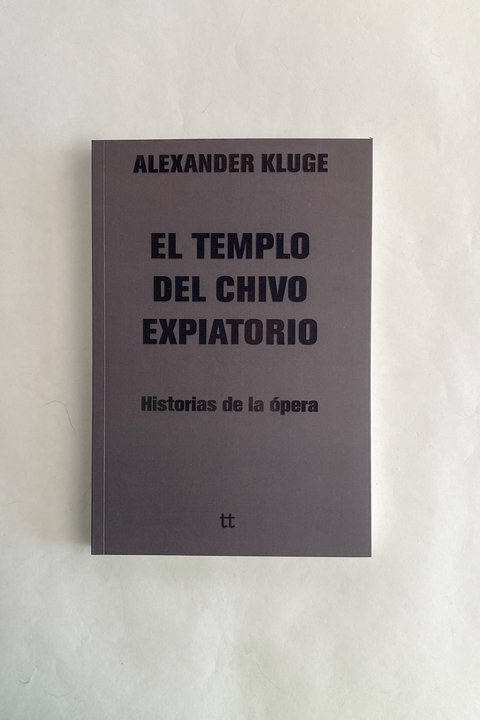 ALEXANDER KLUGE
EL TEMPLO
DEL CHIVO
EXPIATORIO
Historias de la ópera
tt